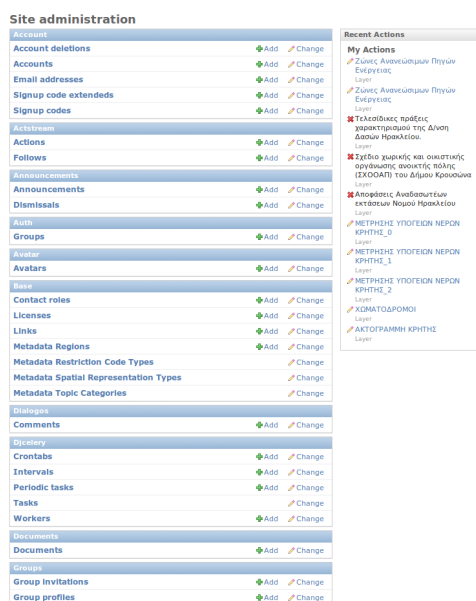 Site administration
Account
Account deletions Add Change
Accounts Add Change
Email addresses Add Change
Signup code extendeds Add Change
Signup codes Add Change
Actstream
Actions Add Change
Follows Add Change
Announcements
Announcements Add Change
Dismissals Add Change
Auth
Groups Add Change
Avatar
Avatars Add Change
Base
Contact roles Add Change
Licenses Add Change
Links Add Change
Metadata Regions Add Change
Metadata Restriction Code Types Change
Metadata Spatial Representation Types Change
Metadata Topic Categories Change
Dialogos
Comments Add Change
Djcelery
Crontabs Add Change
Intervals Add Change
Periodic tasks Add Change
Tasks Change
Workers Add Change
Documents
Documents Add Change
Groups
Group invitations Add Change
Group profiles Add Change
Recent Actions
My Actions
Ζώνες Ανανεώσιμων Πηγών
Ενέργειας
Layer
Ζώνες Ανανεώσιμων Πηγών
Ενέργειας
Layer
Τελεσίδικες πράξεις
χαρακτηρισμού της Δ/νση
Δασών Ηρακλείου.
Layer
Σχέδιο χωρικής και οικιστικής
οργάνωσης ανοικτής πόλης
(ΣΧΟΟΑΠ) του Δήμου Κρουσώνα
Layer
Αποφάσεις Αναδασωτέων
εκτάσεων Νομού Ηρακλείου
Layer
ΜΕΤΡΗΣΗΣ ΥΠΟΓΕΙΩΝ ΝΕΡΩΝ
ΚΡΗΤΗΣ_0
Layer
ΜΕΤΡΗΣΗΣ ΥΠΟΓΕΙΩΝ ΝΕΡΩΝ
ΚΡΗΤΗΣ_1
Layer
ΜΕΤΡΗΣΗΣ ΥΠΟΓΕΙΩΝ ΝΕΡΩΝ
ΚΡΗΤΗΣ_2
Layer
ΧΩΜΑΤΟΔΡΟΜΟΙ
Layer
ΑΚΤΟΓΡΑΜΜΗ ΚΡΗΤΗΣ
Layer